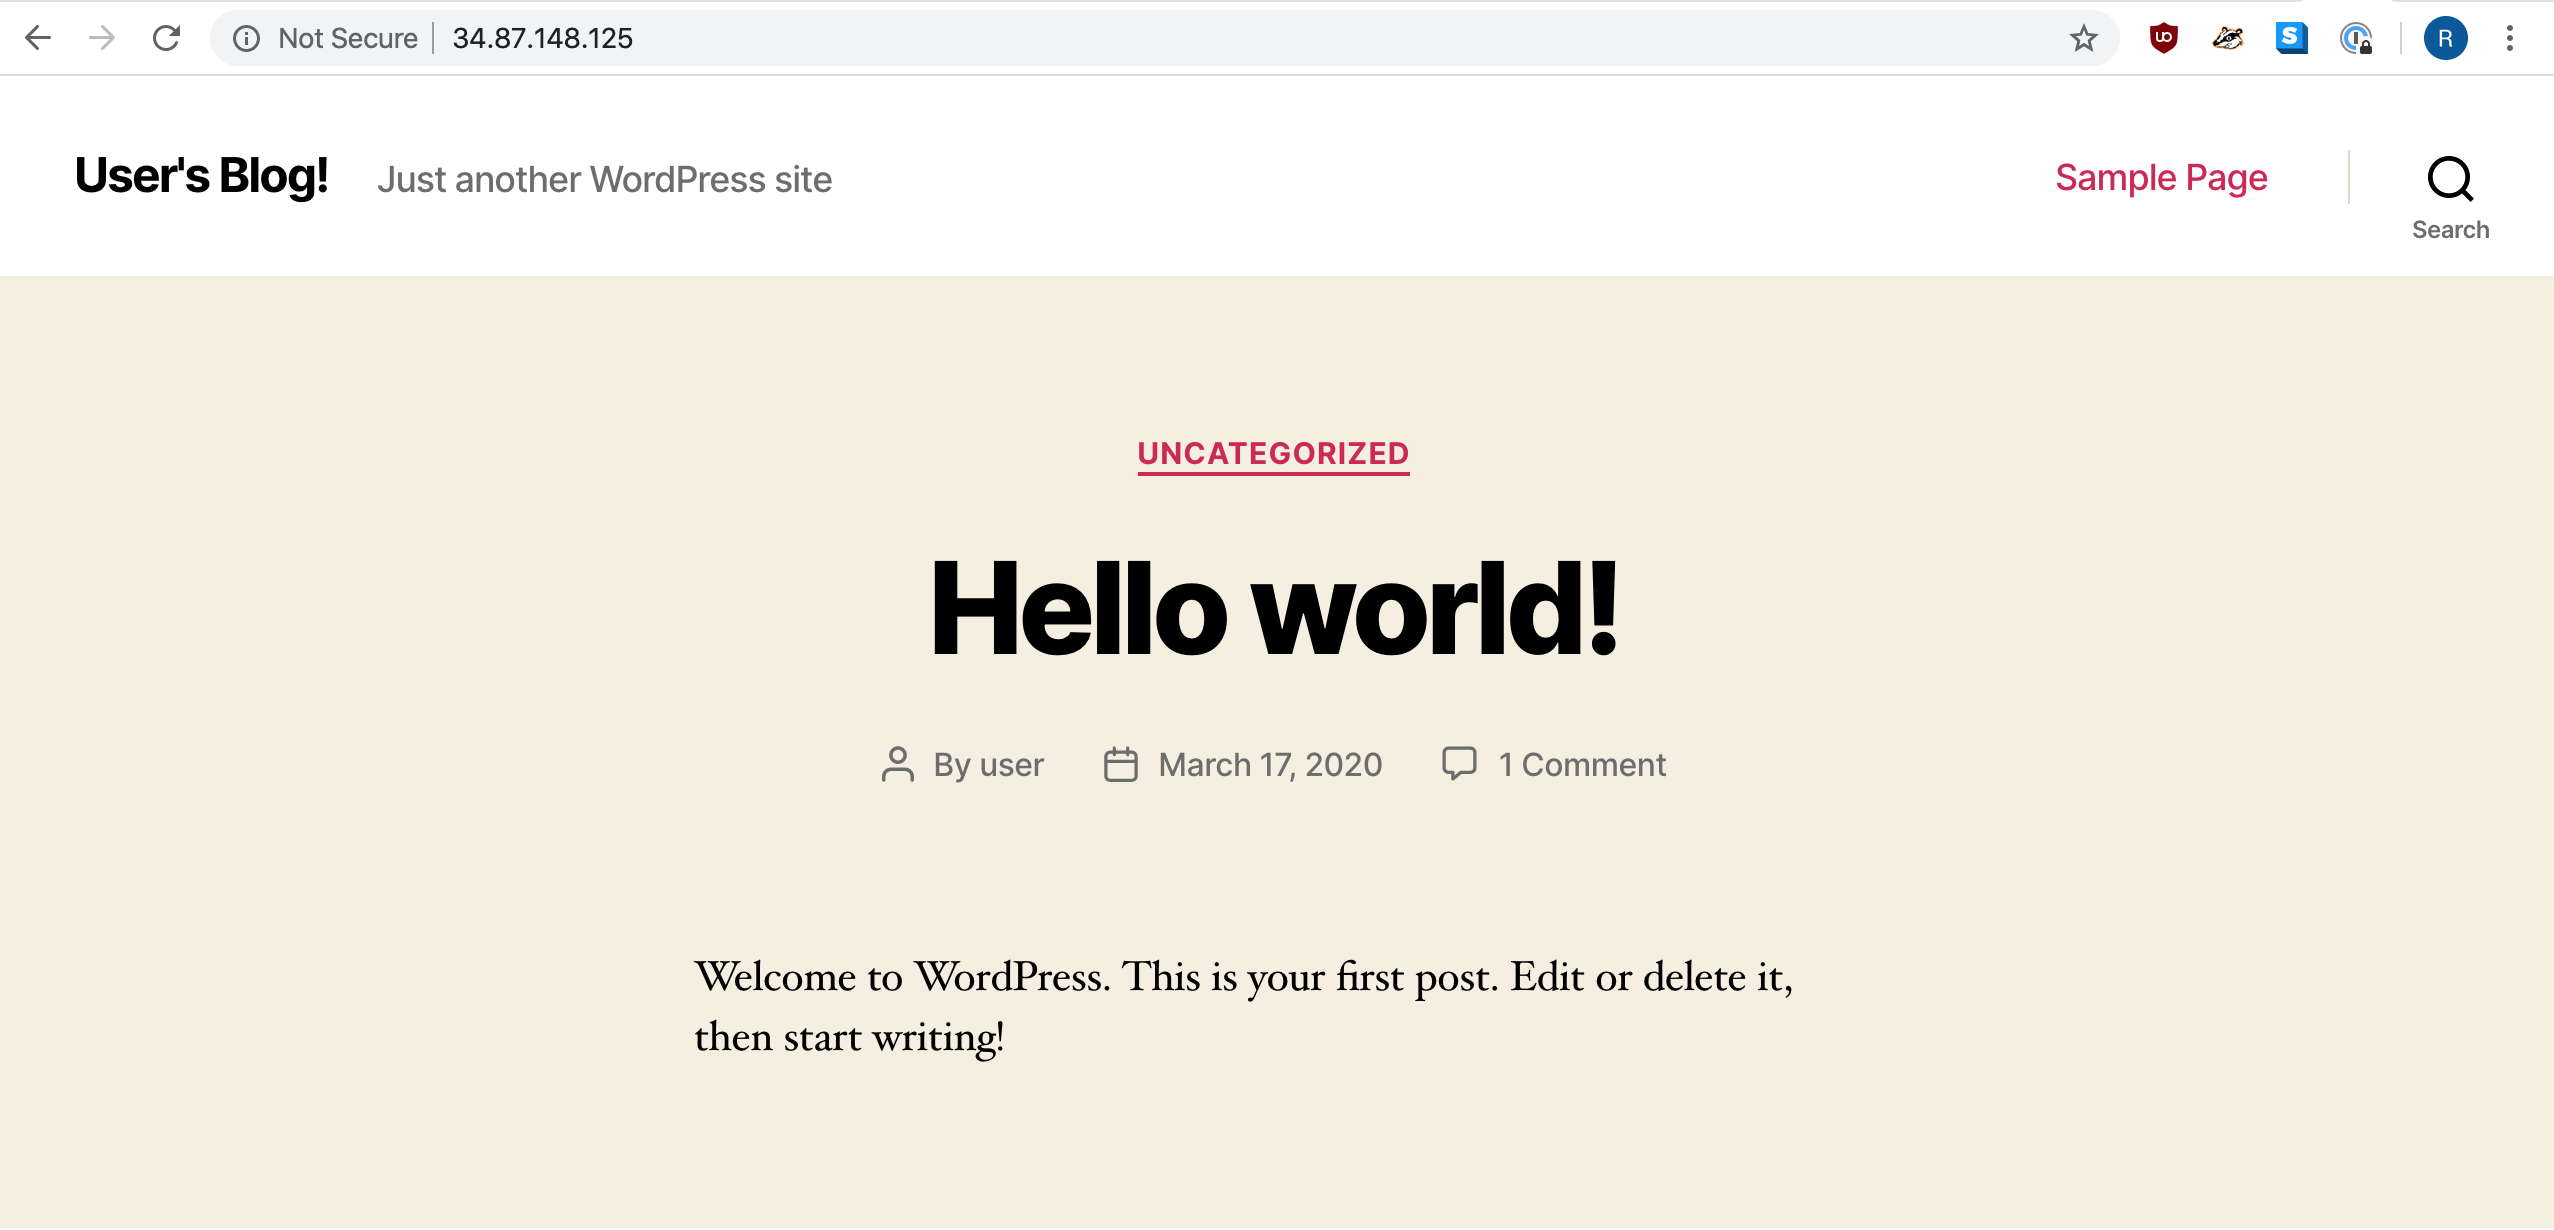 Not Secure 34.87.148.125
R
User's Blog! Just another WordPress site Sample Page
Search
UNCATEGORIZED
Hello world!
By user March 17, 2020 1 Comment
Welcome to WordPress. This is your first post. Edit or delete it,
then start writing!